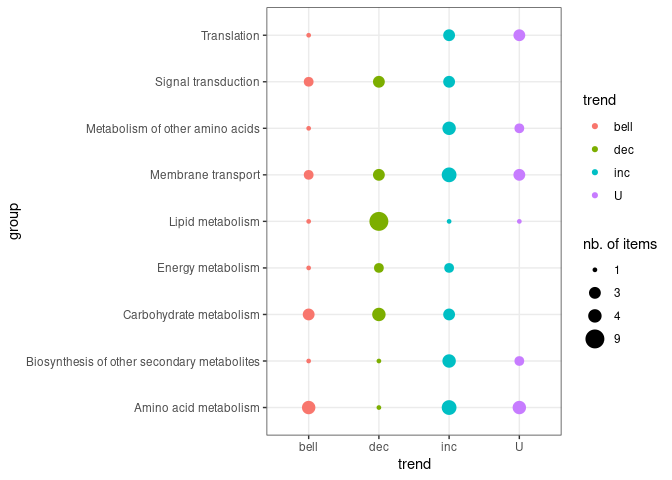 Translation
Signal transduction
Metabolism of other amino acids
Membrane transport
Lipid metabolism
Energy metabolism
Carbohydrate metabolism
Biosynthesis of other secondary metabolites
Amino acid metabolism
group
bell dec inc U
trend
trend
bell
dec
inc
U
nb. of items
1
3
4
9